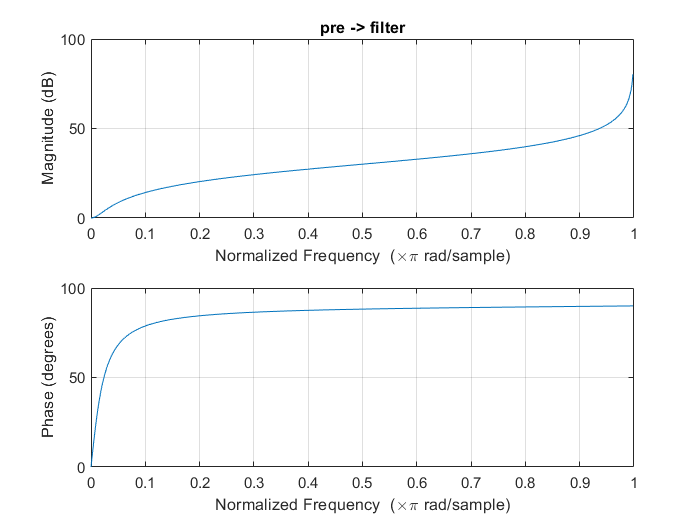 pre -> filter
100
50
0
Magnitude (dB)
0 0.1 0.2 0.3 0.4 0.5 0.6 0.7 0.8 0.9 1
Normalized Frequency (×π rad/sample)
100
50
0
Phase (degrees)
0 0.1 0.2 0.3 0.4 0.5 0.6 0.7 0.8 0.9 1
Normalized Frequency (×π rad/sample)